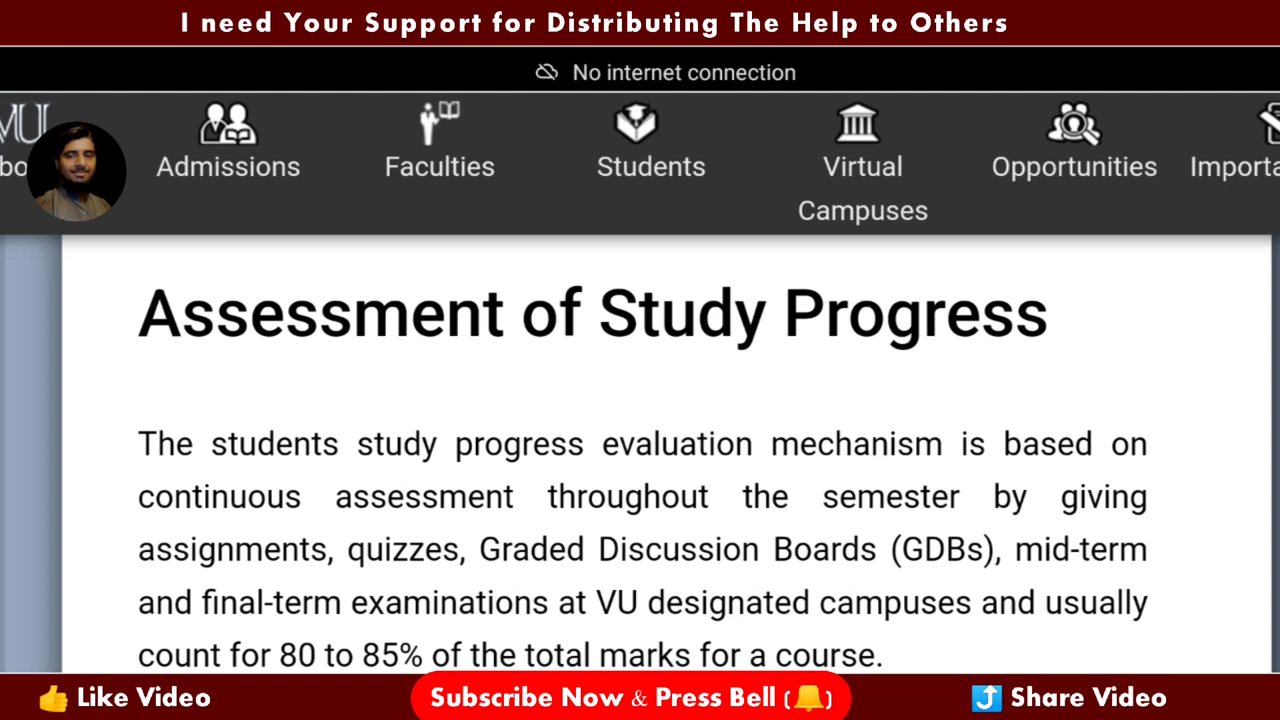 I need Your Support for Distributing The Help to Others
No internet connection
VU
Admissions
Faculties
Students
Virtual
Campuses
Opportunities
Assessment of Study Progress
The students study progress evaluation mechanism is based on
continuous assessment throughout the semester by giving
assignments, quizzes, Graded Discussion Boards (GDBs), mid-term
and final-term examinations at VU designated campuses and usually
count for 80 to 85% of the total marks for a course.
👍 Like Video
Subscribe Now & Press Bell (🔔)
⤴️ Share Video